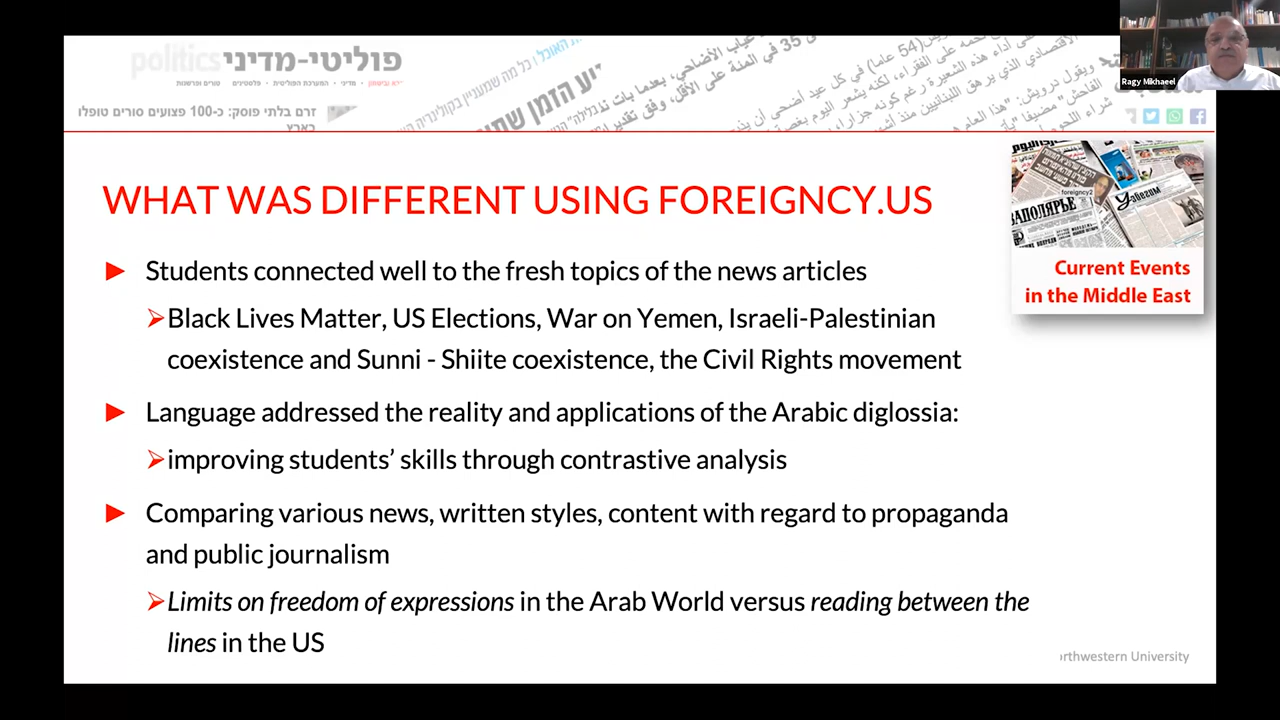 politics פוליטי-מדיני
זרם בלתי פוסק: כ-100 פצועים סורים טופלו
בארץ
Ragy Mikhaeel
WHAT WAS DIFFERENT USING FOREIGNCY.US
Students connected well to the fresh topics of the news articles
Black Lives Matter, US Elections, War on Yemen, Israeli-Palestinian
coexistence and Sunni - Shiite coexistence, the Civil Rights movement
Language addressed the reality and applications of the Arabic diglossia:
improving students’ skills through contrastive analysis
Comparing various news, written styles, content with regard to propaganda
and public journalism
Limits on freedom of expressions in the Arab World versus reading between the
lines in the US
foreigncy2
ЗАПОЛЯРЬЕ
Current Events
in the Middle East
rthwestern University